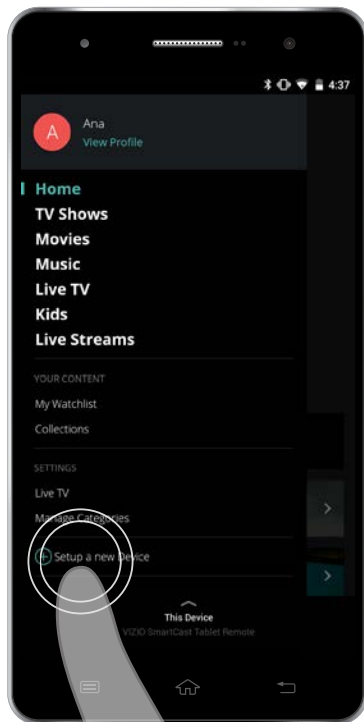 4:37
A
Ana
View Profile
Home
TV Shows
Movies
Music
Live TV
Kids
Live Streams
YOUR CONTENT
My Watchlist
Collections
SETTINGS
Live TV
Manage Categories
Setup a new Device
This Device
VIZIO SmartCast Tablet Remote